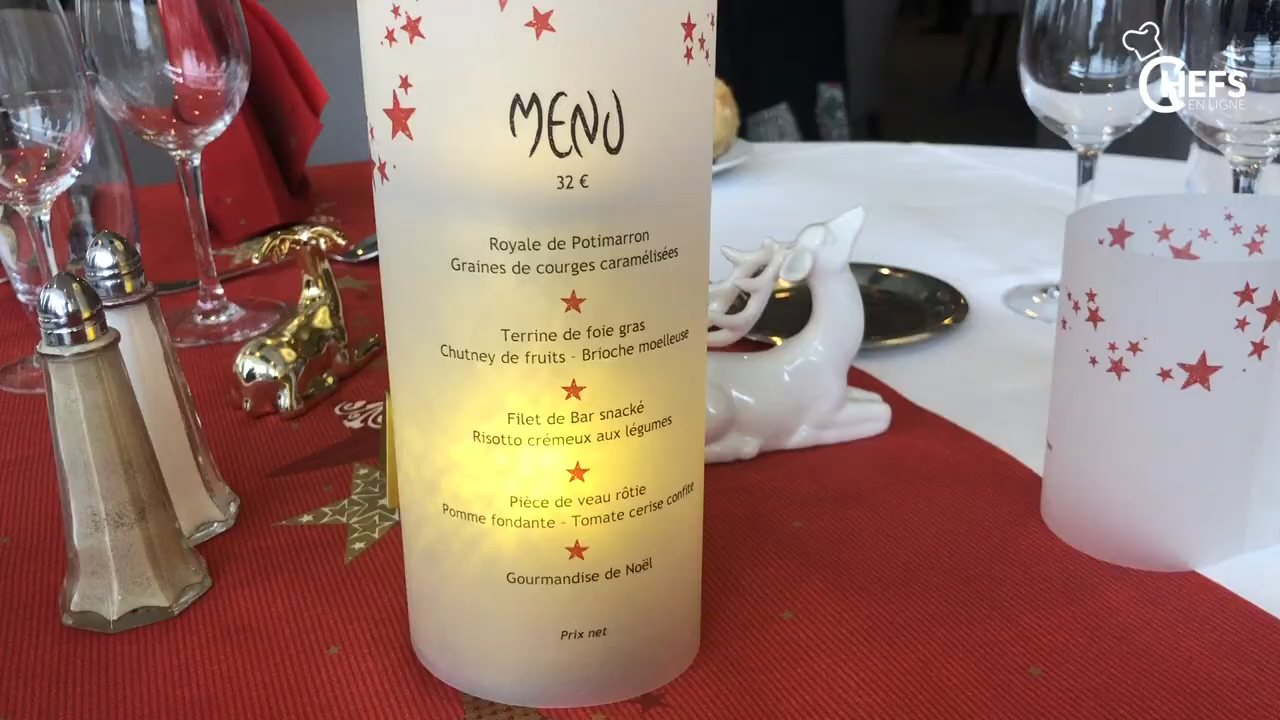 CHEFS
EN LIGNE
MENU
32 €
Royale de Potimarron
Graines de courges caramélisées
Terrine de foie gras
Chutney de fruits - Brioche moelleuse
Filet de Bar snacké
Risotto crémeux aux légumes
Pièce de veau rôtie
Pomme fondante - Tomate cerise confite
Gourmandise de Noël
Prix net